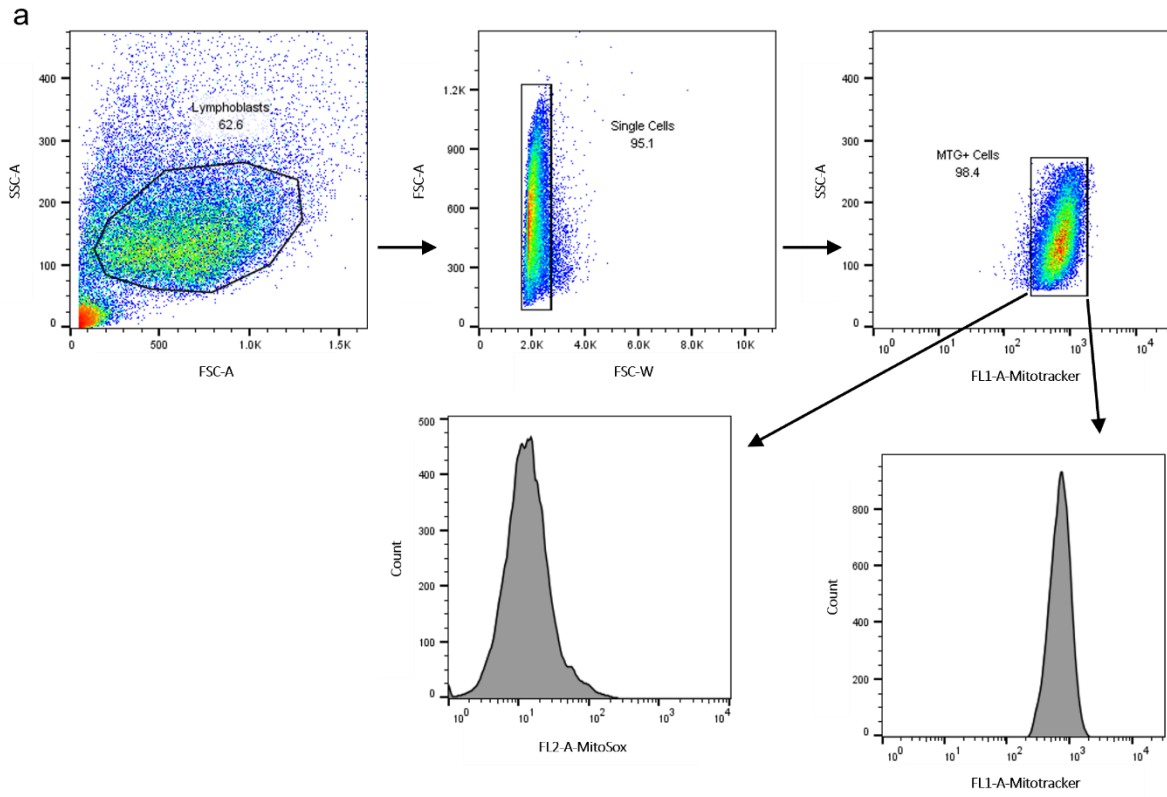 a
400
300
200
100
0
SSC-A
Lymphoblasts
62.6
0
500
1.0K
1.5K
FSC-A
1.2K
900
600
300
0
FSC-A
Single Cells
95.1
0
2.0K
4.0K
6.0K
8.0K
10K
FSC-W
400
300
200
100
0
SSC-A
MTG+ Cells
98.4
10^0
10^1
10^2
10^3
10^4
FL1-A-Mitotracker
500
400
300
200
100
0
Count
10^0
10^1
10^2
10^3
10^4
FL2-A-MitoSox
800
600
400
200
0
Count
10^0
10^1
10^2
10^3
10^4
FL1-A-Mitotracker